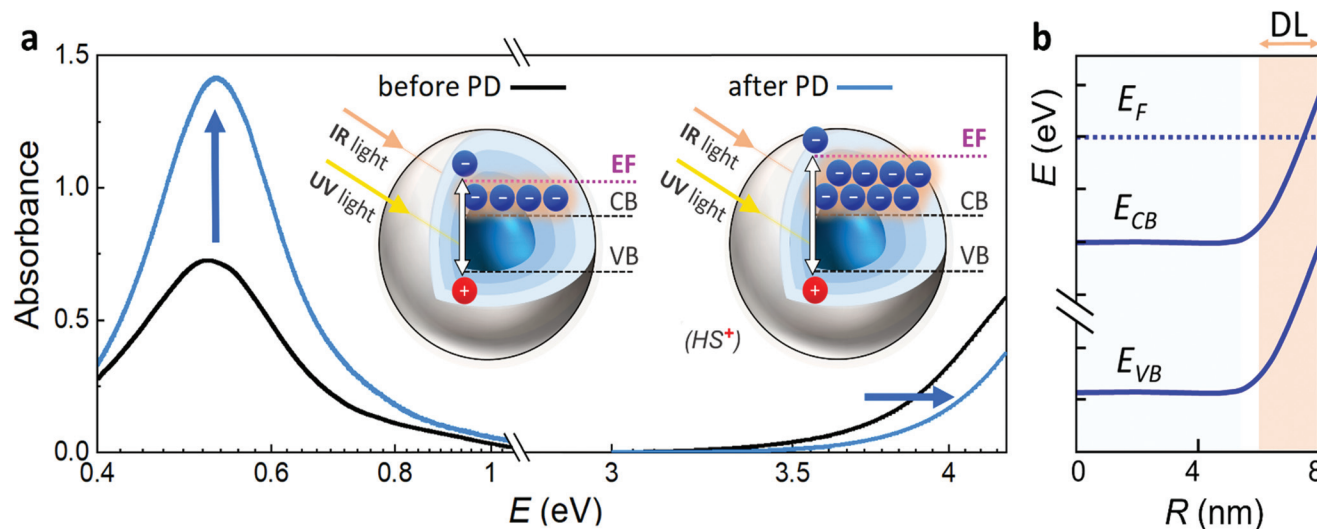 a
1.5
1.0
0.5
0.0
Absorbance
0.4
0.6
0.8
1
3
3.5
4
E (eV)
before PD
after PD
IR light
UV light
EF
CB
VB
−
− − − −
+
IR light
UV light
EF
CB
VB
−
− − − −
− − − −
+
(HS+)
b
DL
E (eV)
EF
ECB
EVB
0
4
8
R (nm)